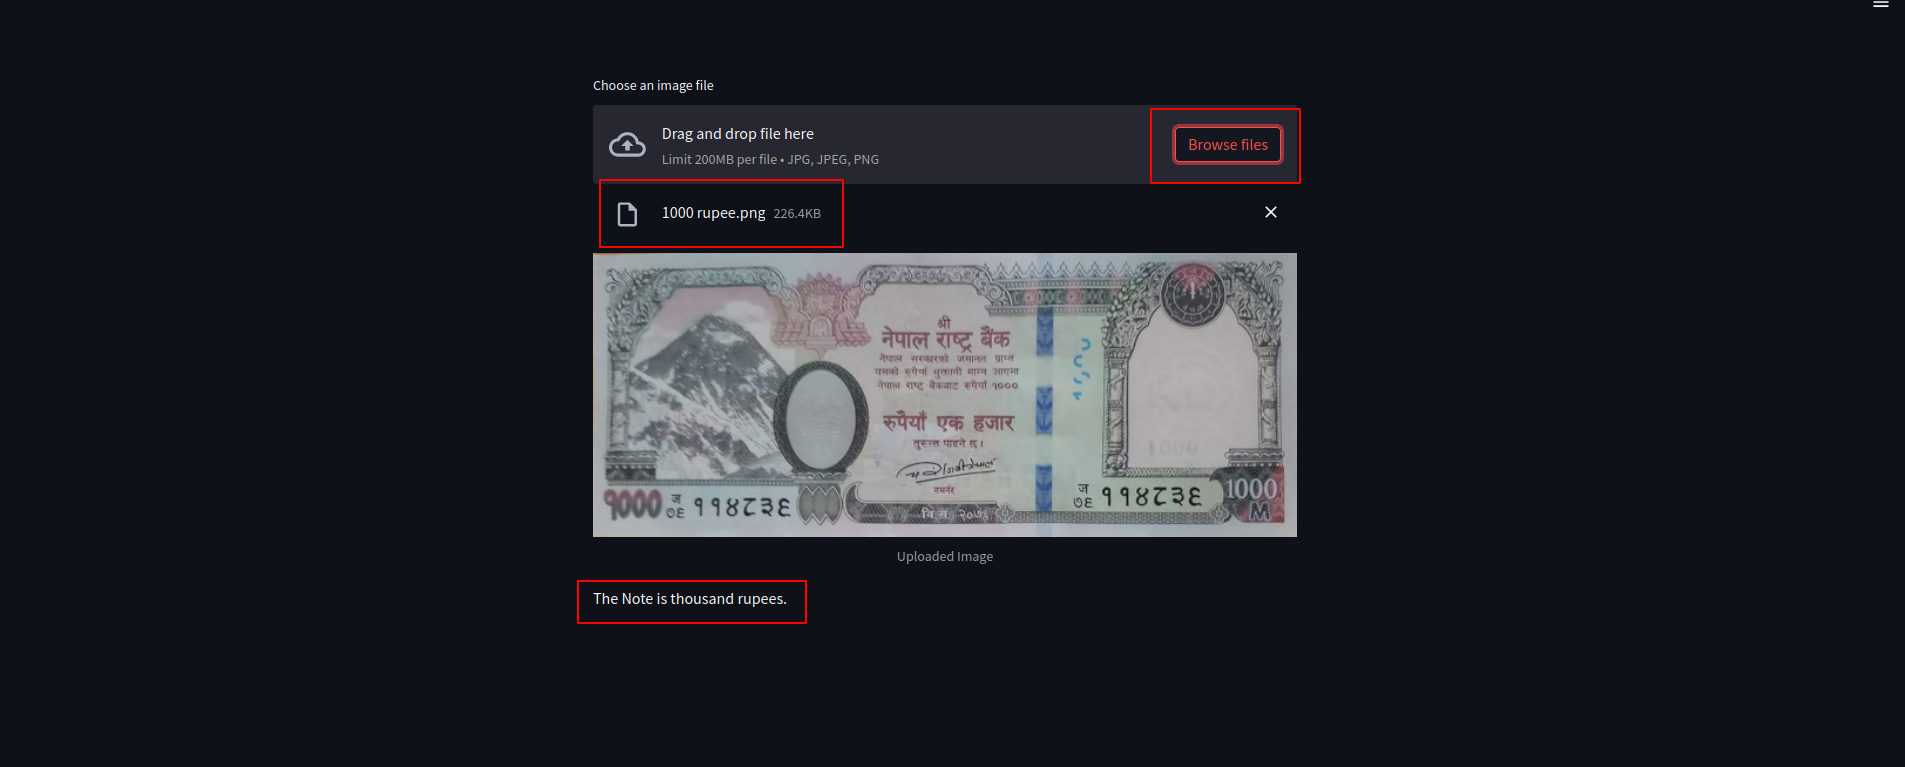 Choose an image file
Drag and drop file here
Limit 200MB per file • JPG, JPEG, PNG
Browse files
1000 rupee.png 226.4KB
श्री
नेपाल राष्ट्र बैंक
नेपाल सरकारको जमानत प्राप्त
यसको रुपैयाँ भुक्तानी माग्न आएमा
नेपाल राष्ट्र बैंकबाट रुपैयाँ १०००
रुपैयाँ एक हजार
तुरुन्त पाइने छ।
गभर्नर
१००० ज ७६ ११४८३६
वि.सं. २०७६
ज ७६ ११४८३६
1000
M
1000
Uploaded Image
The Note is thousand rupees.